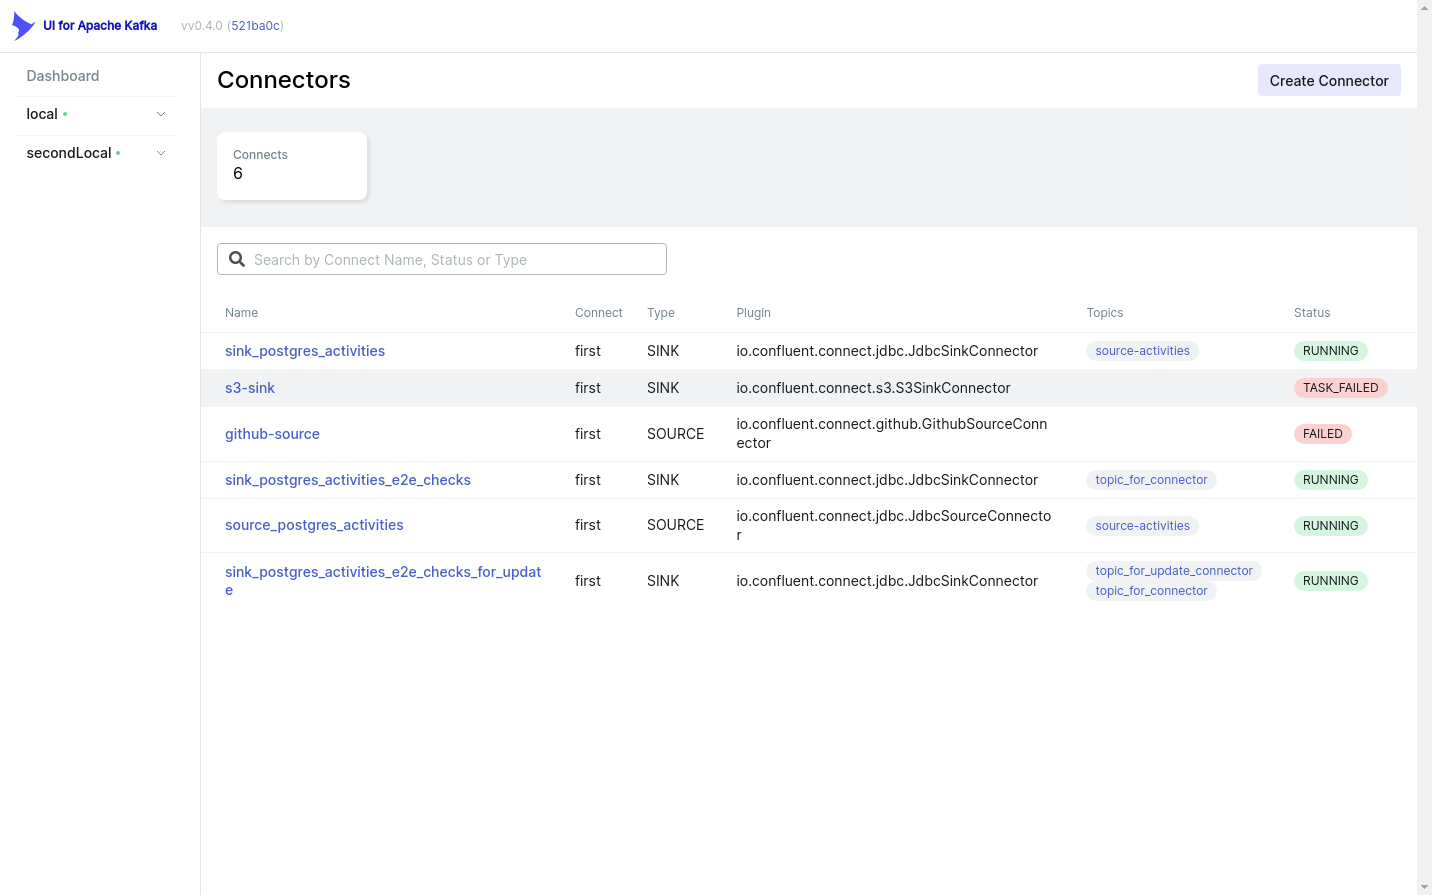 UI for Apache Kafka vv0.4.0 (521ba0c)
Dashboard
local
secondLocal
Connectors
Create Connector
Connects
6
Search by Connect Name, Status or Type
Name Connect Type Plugin Topics Status
sink_postgres_activities first SINK io.confluent.connect.jdbc.JdbcSinkConnector source-activities RUNNING
s3-sink first SINK io.confluent.connect.s3.S3SinkConnector TASK_FAILED
github-source first SOURCE io.confluent.connect.github.GithubSourceConn
ector FAILED
sink_postgres_activities_e2e_checks first SINK io.confluent.connect.jdbc.JdbcSinkConnector topic_for_connector RUNNING
source_postgres_activities first SOURCE io.confluent.connect.jdbc.JdbcSourceConnecto
r source-activities RUNNING
sink_postgres_activities_e2e_checks_for_updat
e first SINK io.confluent.connect.jdbc.JdbcSinkConnector topic_for_update_connector
topic_for_connector RUNNING